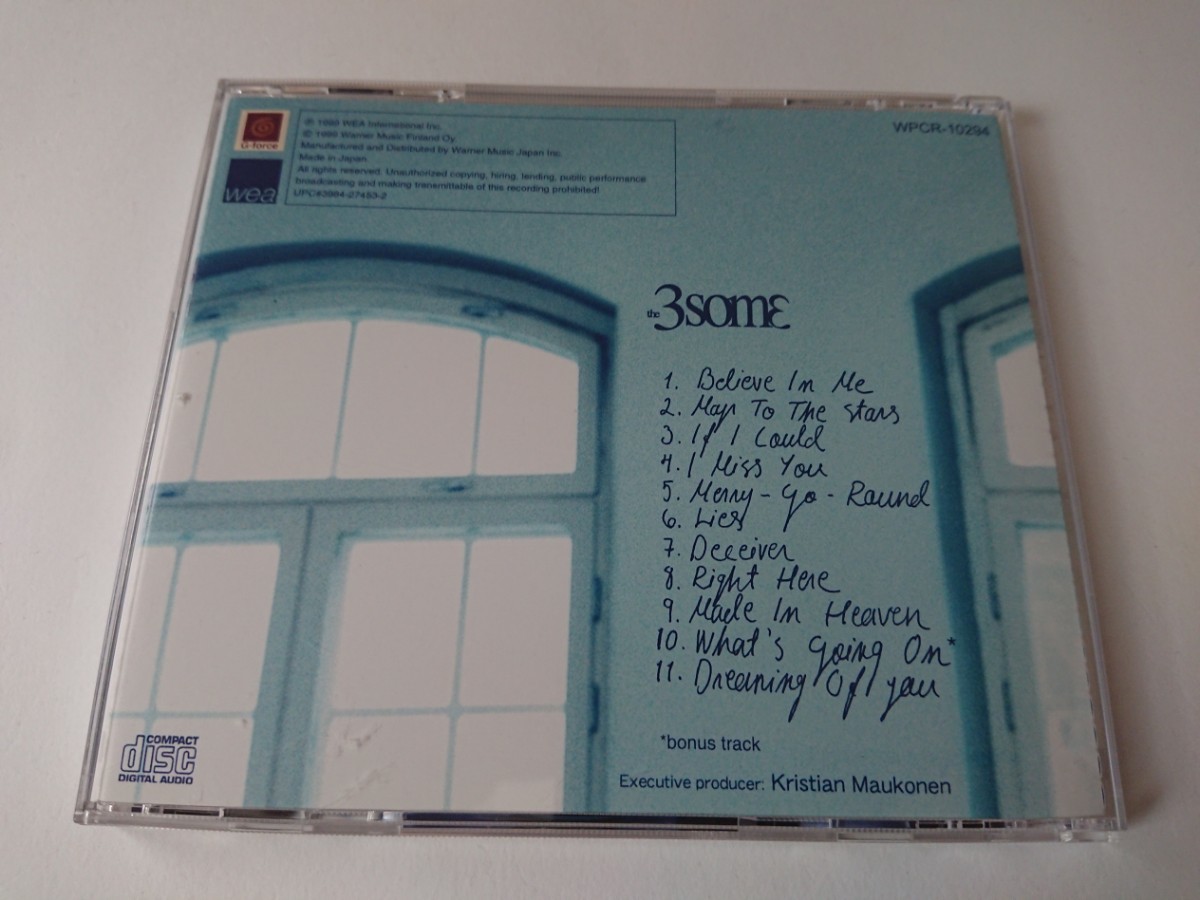 G-force
wea
℗ 1999 WEA International Inc.
© 1999 Warner Music Finland Oy
Manufactured and Distributed by Warner Music Japan Inc.
Made in Japan
All rights reserved. Unauthorized copying, hiring, lending, public performance
broadcasting and making transmittable of this recording prohibited!
UPC#3984-27453-2
WPCR-10294
the 3some
1. Believe In Me
2. Map To The Stars
3. If I Could
4. I Miss You
5. Merry-Go-Round
6. Lies
7. Deceiver
8. Right Here
9. Made In Heaven
10. What's Going On*
11. Dreaming Of you
*bonus track
Executive producer: Kristian Maukonen
COMPACT
disc
DIGITAL AUDIO